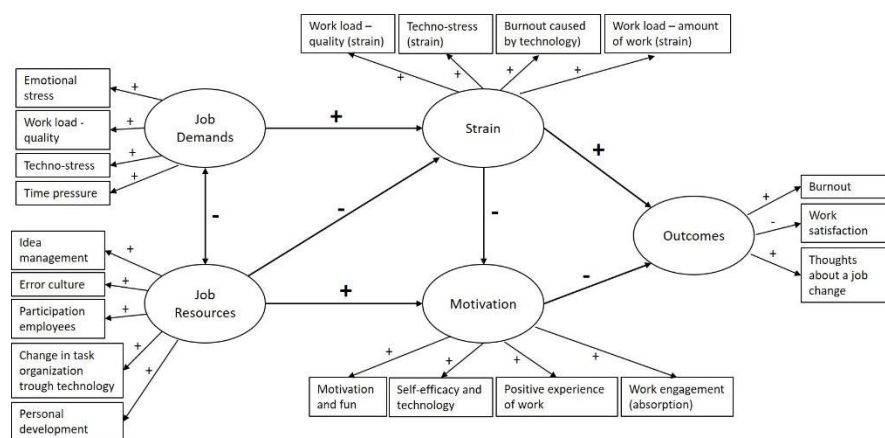 Work load –
quality (strain)
Techno-stress
(strain)
Burnout caused
by technology)
Work load – amount
of work (strain)
+
+
+
+
Emotional
stress
Work load -
quality
Techno-stress
Time pressure
+
+
+
+
Job
Demands
+
Strain
+
-
-
-
Outcomes
+
-
+
Burnout
Work
satisfaction
Thoughts
about a job
change
Idea
management
Error culture
Participation
employees
Change in task
organization
trough technology
Personal
development
+
+
+
+
+
Job
Resources
+
Motivation
-
+
+
+
+
Motivation
and fun
Self-efficacy and
technology
Positive experience
of work
Work engagement
(absorption)